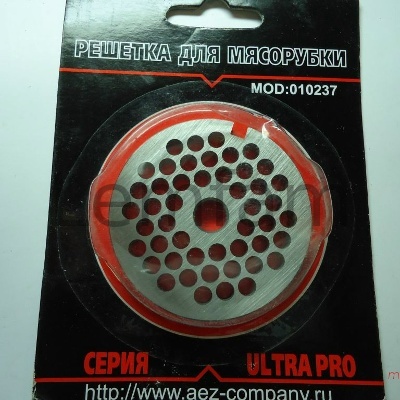 РЕШЕТКА ДЛЯ МЯСОРУБКИ
MOD:010237
СЕРИЯ ULTRA PRO
http://www.aez-company.ru